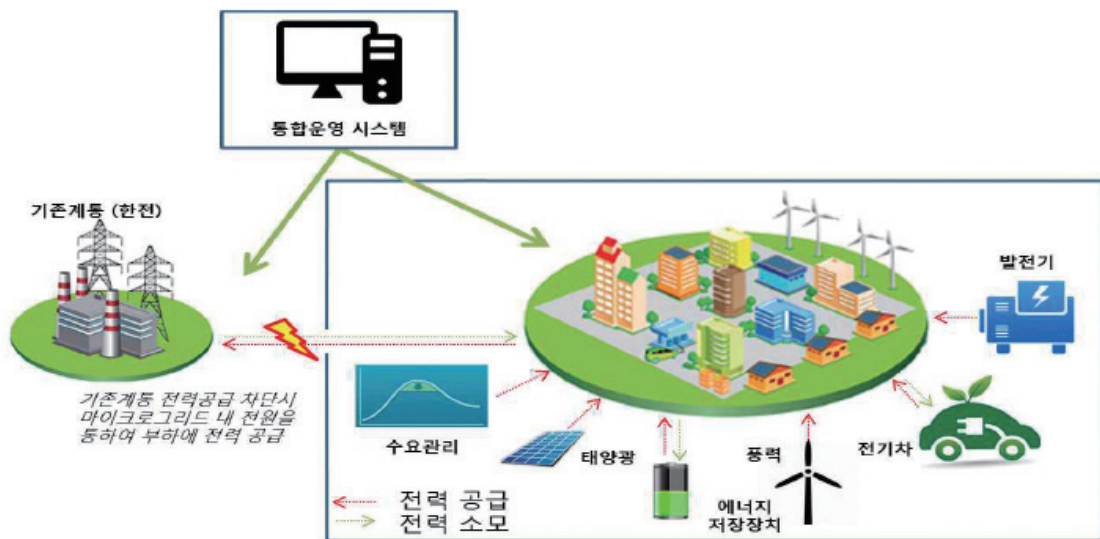 통합운영 시스템
기존계통 (한전)
발전기
기존계통 전력공급 차단시
마이크로그리드 내 전원을
통하여 부하에 전력 공급
수요관리
태양광
에너지
저장장치
풍력
전기차
전력 공급
전력 소모